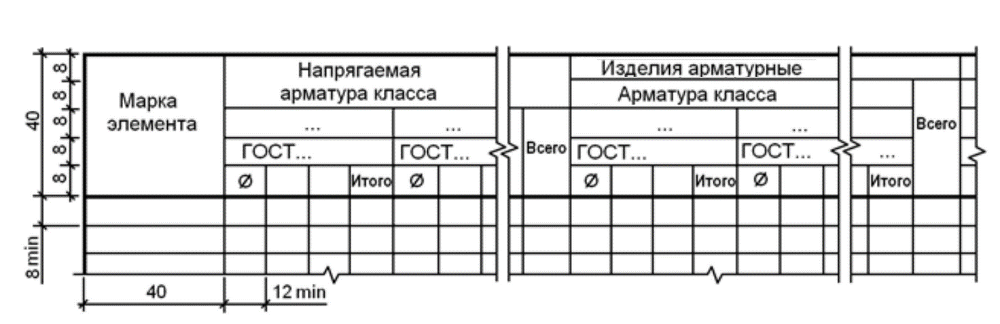 Напрягаемая
арматура класса
Изделия арматурные
Арматура класса
Марка
элемента
... ... ... ...
Всего
ГОСТ... ГОСТ... Всего ГОСТ... ГОСТ... ...
Ø Итого Ø Ø Итого Ø Итого
8
8
8
8
8
40
8 min
40 12 min